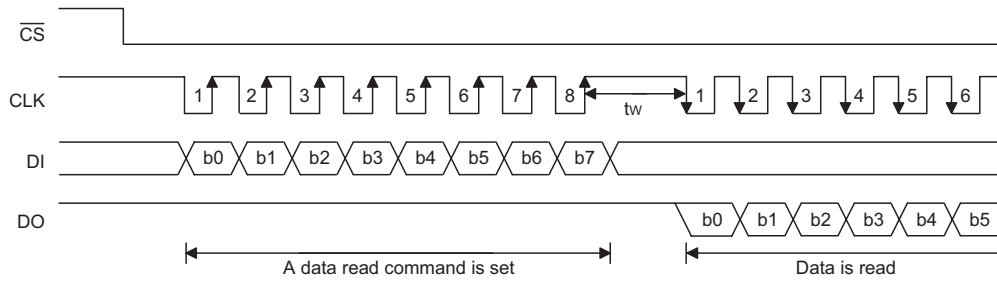 CS
CLK 1 2 3 4 5 6 7 8 tw 1 2 3 4 5 6
DI b0 b1 b2 b3 b4 b5 b6 b7
DO b0 b1 b2 b3 b4 b5
A data read command is set Data is read